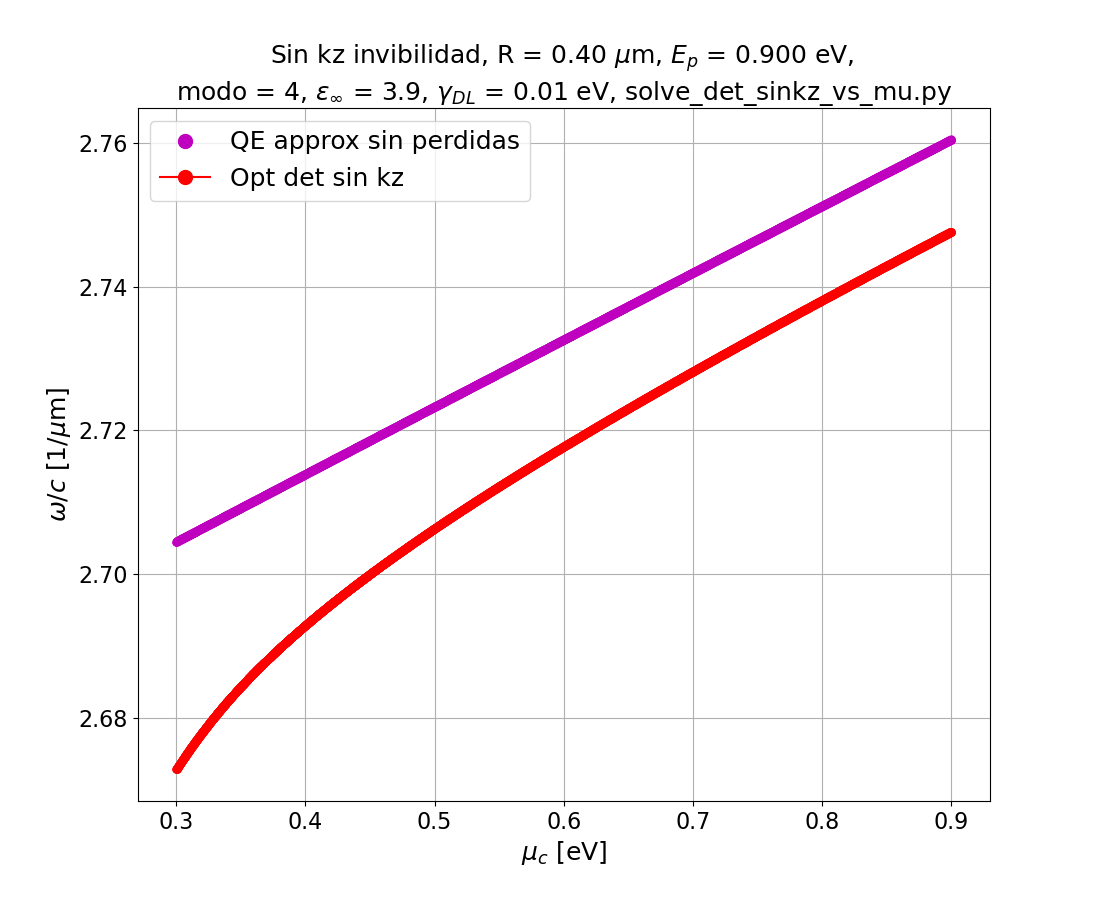 Sin kz invibilidad, R = 0.40 μm, E_p = 0.900 eV,
modo = 4, ε_∞ = 3.9, γ_DL = 0.01 eV, solve_det_sinkz_vs_mu.py
QE approx sin perdidas
Opt det sin kz
2.76
2.74
2.72
2.70
2.68
ω/c [1/μm]
0.3 0.4 0.5 0.6 0.7 0.8 0.9
μ_c [eV]